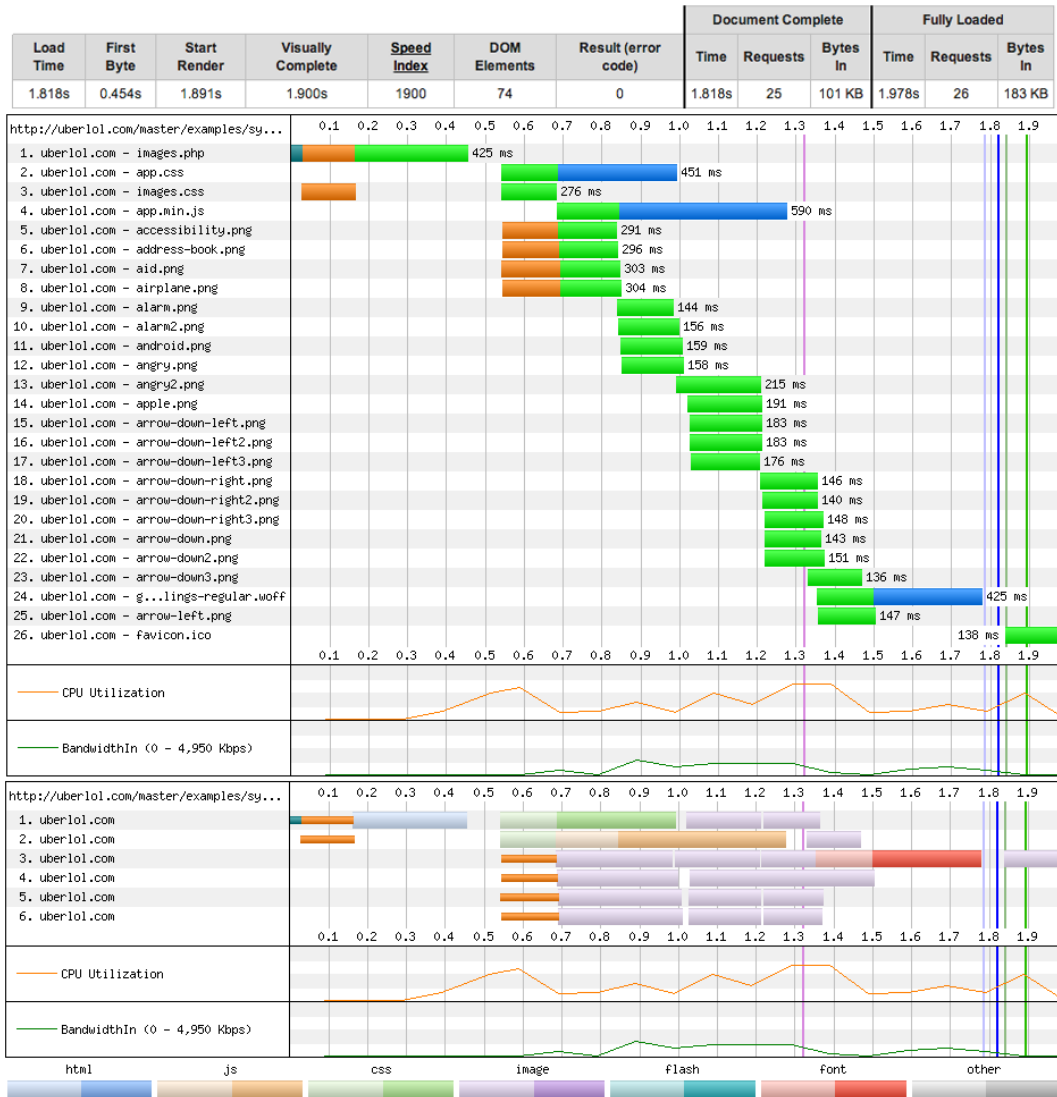 Document Complete Fully Loaded
Load Time First Byte Start Render Visually Complete Speed Index DOM Elements Result (error code) Time Requests Bytes In Time Requests Bytes In
1.818s 0.454s 1.891s 1.900s 1900 74 0 1.818s 25 101 KB 1.978s 26 183 KB
http://uberlol.com/master/examples/sy... 0.1 0.2 0.3 0.4 0.5 0.6 0.7 0.8 0.9 1.0 1.1 1.2 1.3 1.4 1.5 1.6 1.7 1.8 1.9
1. uberlol.com - images.php 425 ms
2. uberlol.com - app.css 451 ms
3. uberlol.com - images.css 276 ms
4. uberlol.com - app.min.js 590 ms
5. uberlol.com - accessibility.png 291 ms
6. uberlol.com - address-book.png 296 ms
7. uberlol.com - aid.png 303 ms
8. uberlol.com - airplane.png 304 ms
9. uberlol.com - alarm.png 144 ms
10. uberlol.com - alarm2.png 156 ms
11. uberlol.com - android.png 159 ms
12. uberlol.com - angry.png 158 ms
13. uberlol.com - angry2.png 215 ms
14. uberlol.com - apple.png 191 ms
15. uberlol.com - arrow-down-left.png 183 ms
16. uberlol.com - arrow-down-left2.png 183 ms
17. uberlol.com - arrow-down-left3.png 176 ms
18. uberlol.com - arrow-down-right.png 146 ms
19. uberlol.com - arrow-down-right2.png 140 ms
20. uberlol.com - arrow-down-right3.png 148 ms
21. uberlol.com - arrow-down.png 143 ms
22. uberlol.com - arrow-down2.png 151 ms
23. uberlol.com - arrow-down3.png 136 ms
24. uberlol.com - g...lings-regular.woff 425 ms
25. uberlol.com - arrow-left.png 147 ms
26. uberlol.com - favicon.ico 138 ms
0.1 0.2 0.3 0.4 0.5 0.6 0.7 0.8 0.9 1.0 1.1 1.2 1.3 1.4 1.5 1.6 1.7 1.8 1.9
CPU Utilization
BandwidthIn (0 - 4,950 Kbps)
http://uberlol.com/master/examples/sy... 0.1 0.2 0.3 0.4 0.5 0.6 0.7 0.8 0.9 1.0 1.1 1.2 1.3 1.4 1.5 1.6 1.7 1.8 1.9
1. uberlol.com
2. uberlol.com
3. uberlol.com
4. uberlol.com
5. uberlol.com
6. uberlol.com
0.1 0.2 0.3 0.4 0.5 0.6 0.7 0.8 0.9 1.0 1.1 1.2 1.3 1.4 1.5 1.6 1.7 1.8 1.9
CPU Utilization
BandwidthIn (0 - 4,950 Kbps)
html js css image flash font other